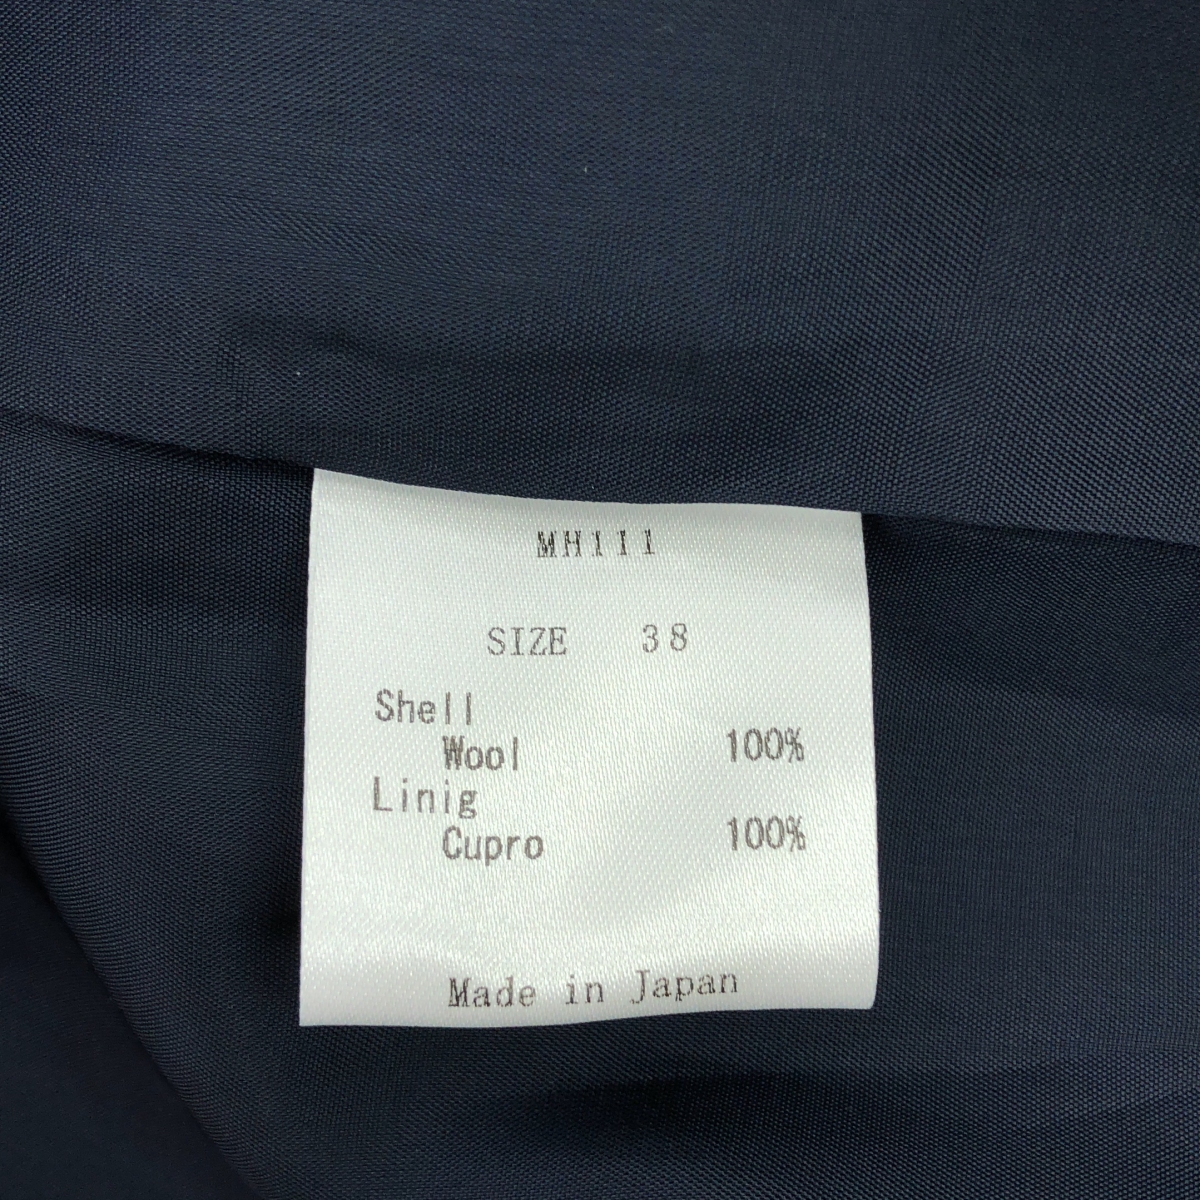 MH111
SIZE 38
Shell
Wool 100%
Linig
Cupro 100%
Made in Japan